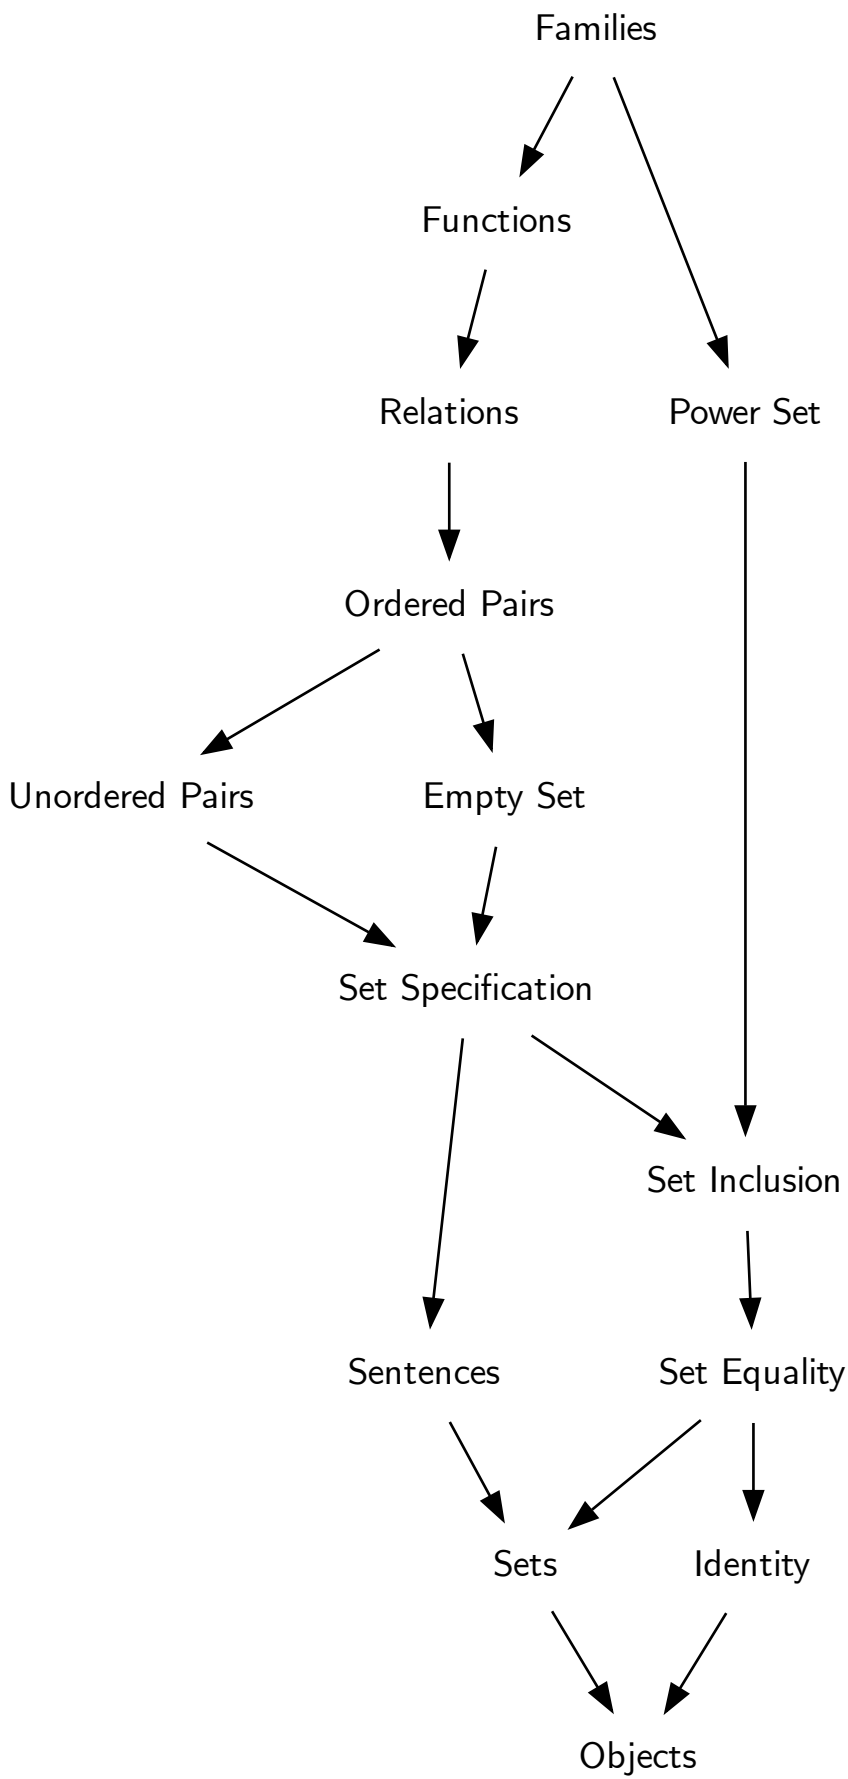 Families
Functions
Relations
Power Set
Ordered Pairs
Unordered Pairs
Empty Set
Set Specification
Set Inclusion
Sentences
Set Equality
Sets
Identity
Objects